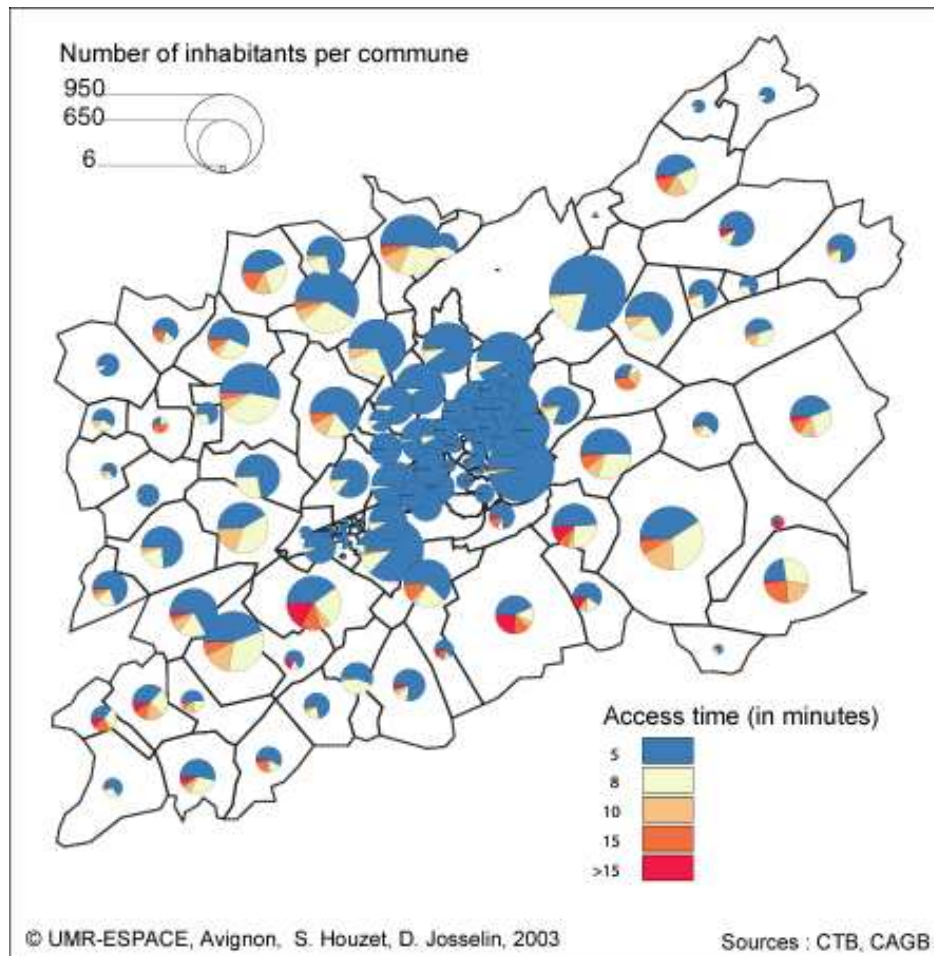 Number of inhabitants per commune
950
650
6
Access time (in minutes)
5
8
10
15
>15
© UMR-ESPACE, Avignon, S. Houzet, D. Josselin, 2003
Sources : CTB, CAGB